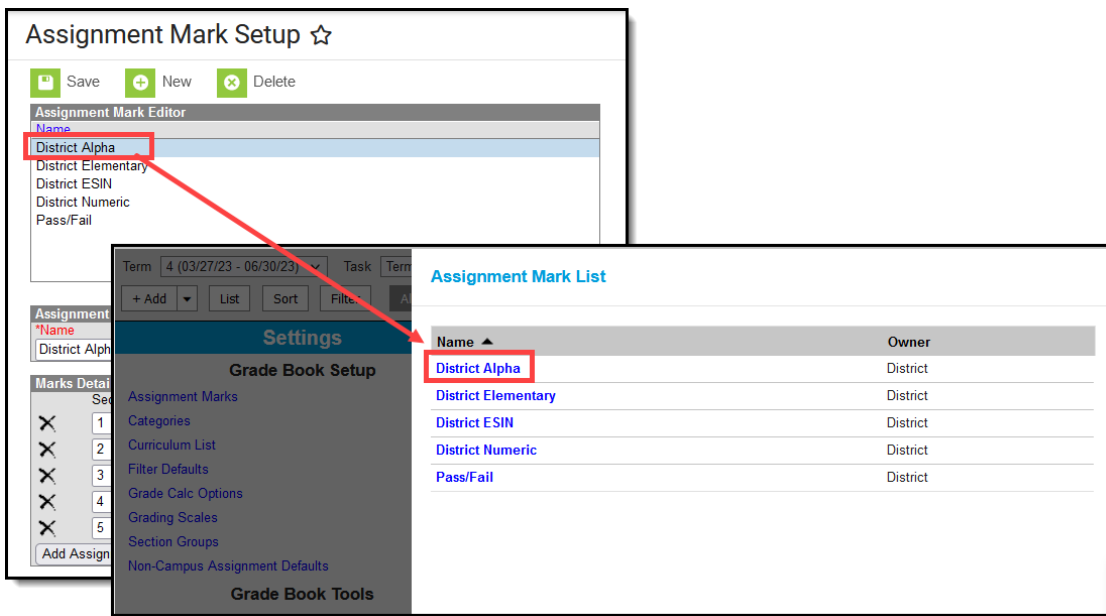 Assignment Mark Setup
Save New Delete
Assignment Mark Editor
Name
District Alpha
District Elementary
District ESIN
District Numeric
Pass/Fail
Assignment
*Name
District Alph
Marks Detai
1
2
3
4
5
Add Assign
Term 4 (03/27/23 - 06/30/23) Task Term
+ Add List Sort Filter
Settings
Grade Book Setup
Assignment Marks
Categories
Curriculum List
Filter Defaults
Grade Calc Options
Grading Scales
Section Groups
Non-Campus Assignment Defaults
Grade Book Tools
Assignment Mark List
Name Owner
District Alpha District
District Elementary District
District ESIN District
District Numeric District
Pass/Fail District